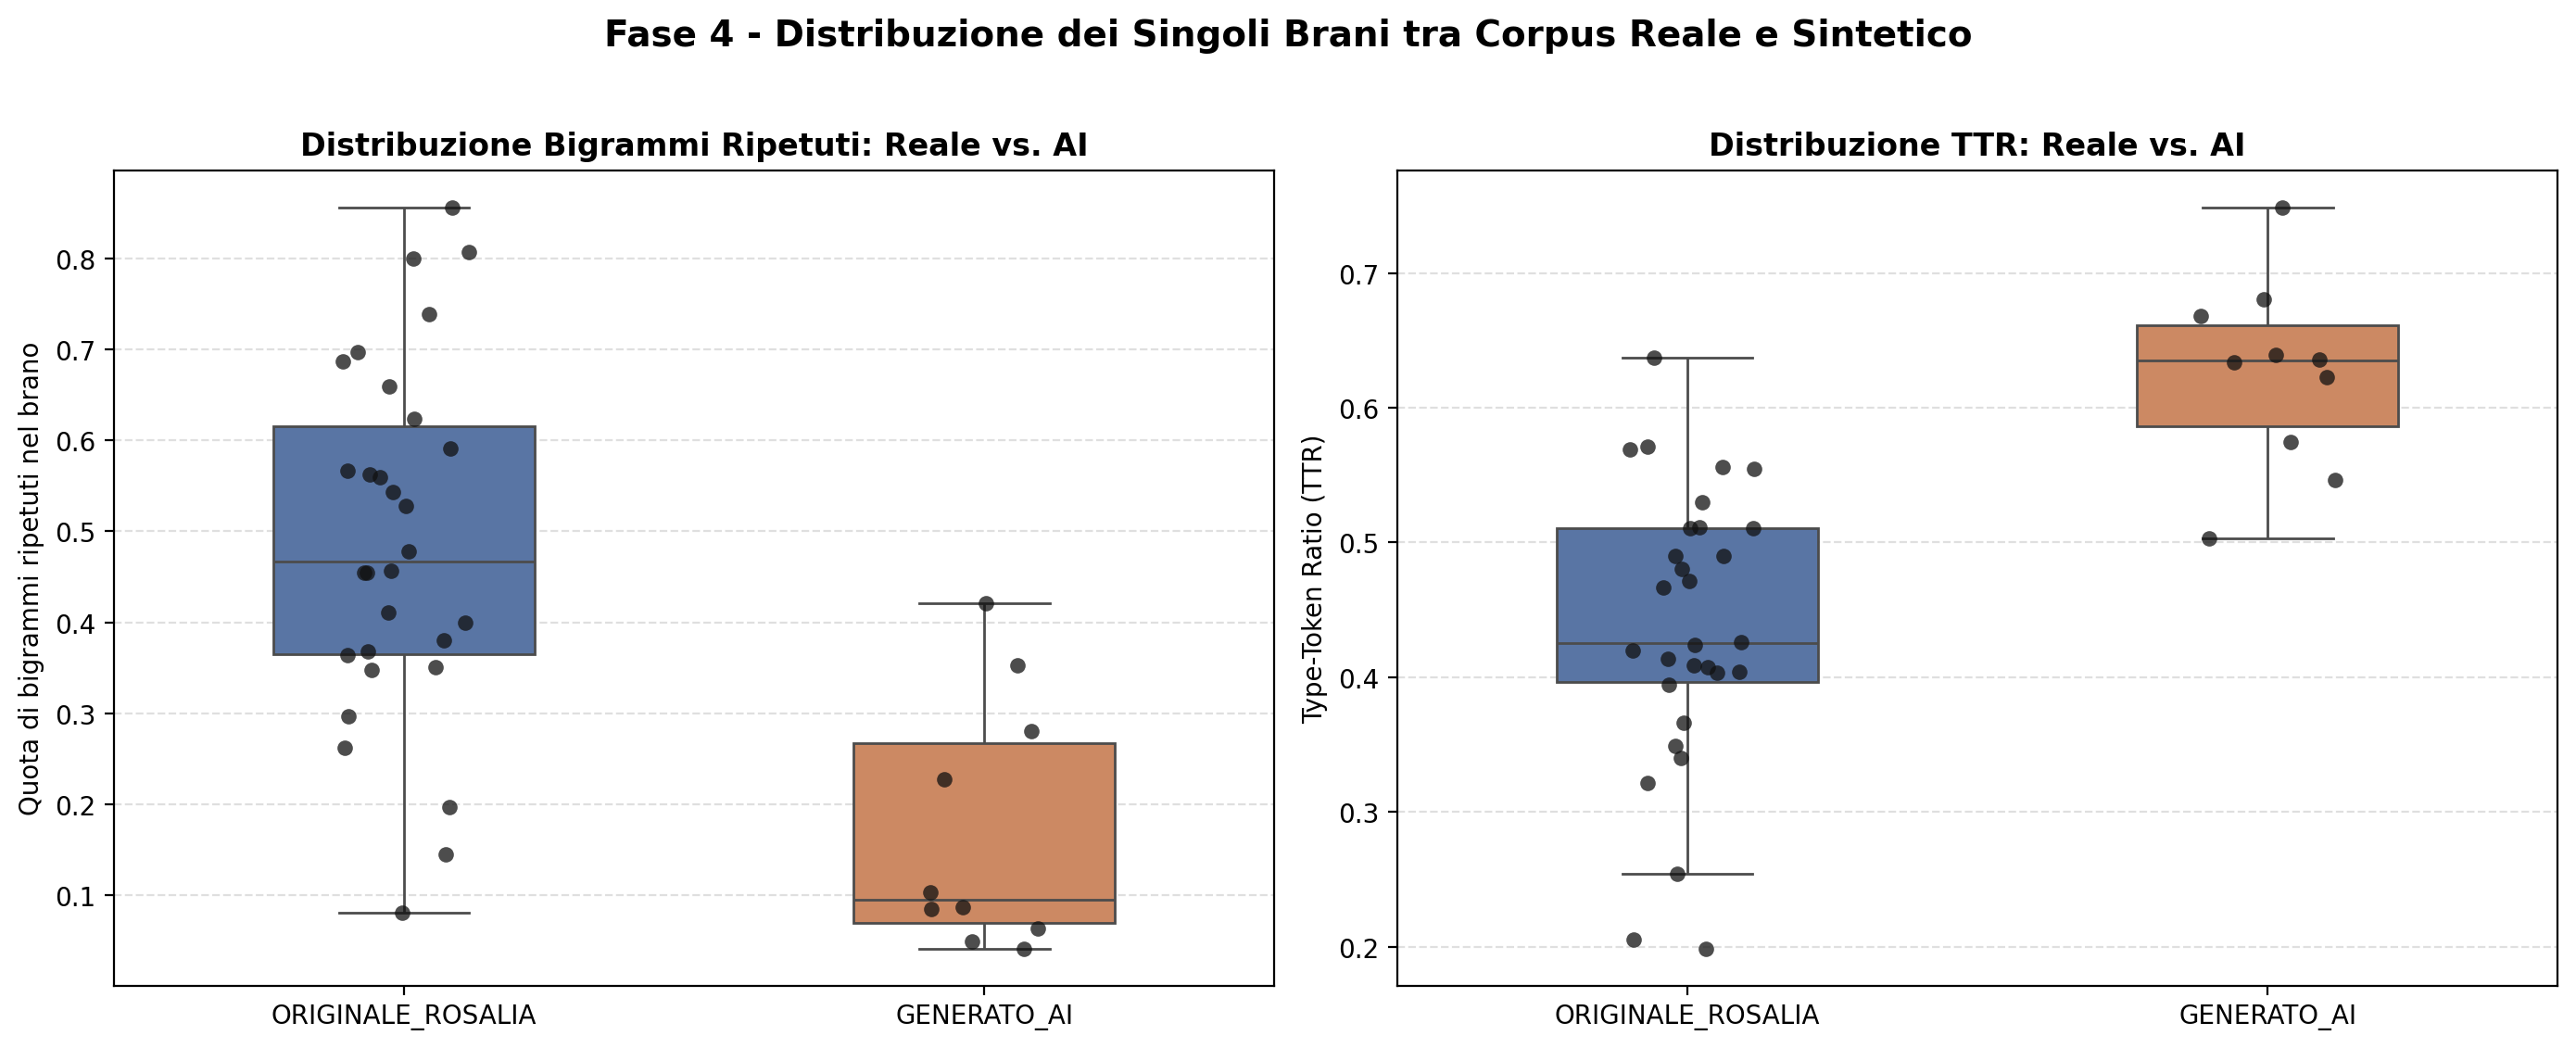 Fase 4 - Distribuzione dei Singoli Brani tra Corpus Reale e Sintetico
Distribuzione Bigrammi Ripetuti: Reale vs. AI
Quota di bigrammi ripetuti nel brano
0.8
0.7
0.6
0.5
0.4
0.3
0.2
0.1
ORIGINALE_ROSALIA
GENERATO_AI
Distribuzione TTR: Reale vs. AI
Type-Token Ratio (TTR)
0.7
0.6
0.5
0.4
0.3
0.2
ORIGINALE_ROSALIA
GENERATO_AI